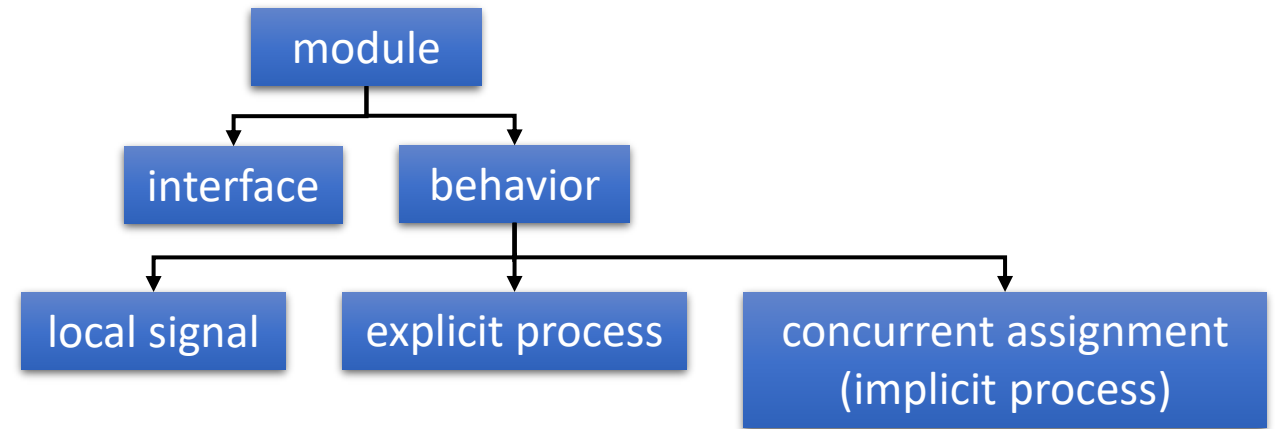 module
interface
behavior
local signal
explicit process
concurrent assignment
(implicit process)